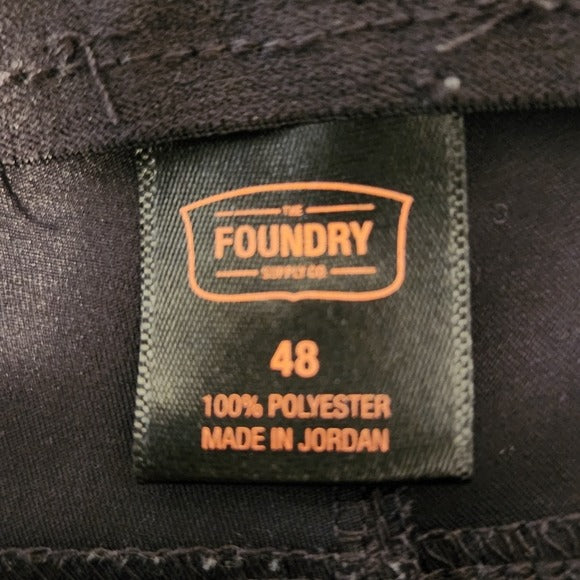 THE
FOUNDRY
SUPPLY CO.
48
100% POLYESTER
MADE IN JORDAN